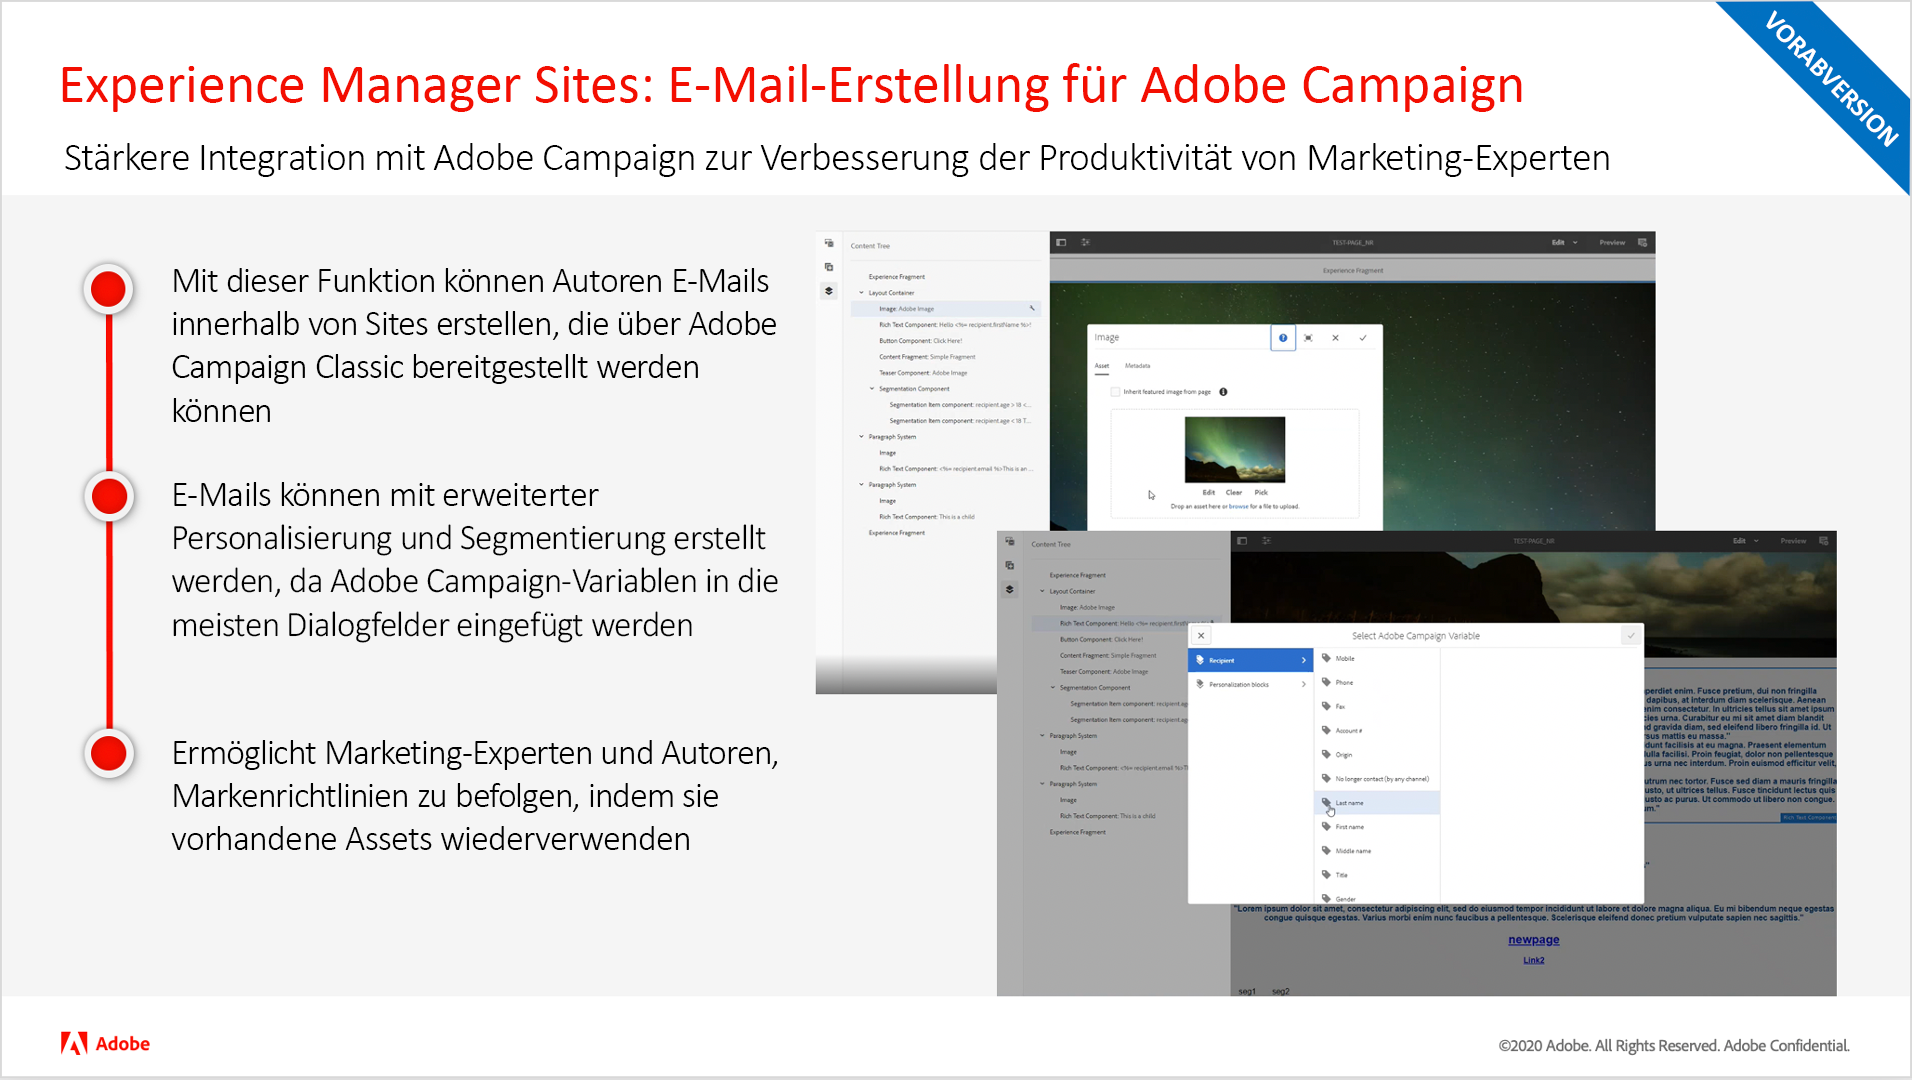 VORABVERSION
Experience Manager Sites: E-Mail-Erstellung für Adobe Campaign
Stärkere Integration mit Adobe Campaign zur Verbesserung der Produktivität von Marketing-Experten
Mit dieser Funktion können Autoren E-Mails
innerhalb von Sites erstellen, die über Adobe
Campaign Classic bereitgestellt werden
können
E-Mails können mit erweiterter
Personalisierung und Segmentierung erstellt
werden, da Adobe Campaign-Variablen in die
meisten Dialogfelder eingefügt werden
Ermöglicht Marketing-Experten und Autoren,
Markenrichtlinien zu befolgen, indem sie
vorhandene Assets wiederverwenden
Content Tree
Experience Fragment
Layout Container
Image: Adobe Image
Rich Text Component: Hello <%= recipient.firstName %>!
Button Component: Click Here!
Content Fragment: Simple Fragment
Teaser Component: Adobe Image
Segmentation Component
Segmentation Item component: recipient.age > 18 <...
Segmentation Item component: recipient.age < 18 T...
Paragraph System
Image
Rich Text Component: <%= recipient.email %>This is an ...
Paragraph System
Image
Rich Text Component: This is a child
Experience Fragment
TEST-PAGE_NR
Edit
Preview
Experience Fragment
Image
Asset
Metadata
Inherit featured image from page
Edit Clear Pick
Drop an asset here or browse for a file to upload.
Content Tree
Experience Fragment
Layout Container
Image: Adobe Image
Rich Text Component: Hello <%= recipient.firstN
Button Component: Click Here!
Content Fragment: Simple Fragment
Teaser Component: Adobe Image
Segmentation Component
Segmentation Item component: recipient.ag
Segmentation Item component: recipient.ag
Paragraph System
Image
Rich Text Component: <%= recipient.email %>T
Paragraph System
Image
Rich Text Component: This is a child
Experience Fragment
TEST-PAGE_NR
Edit
Preview
Select Adobe Campaign Variable
Recipient
Personalization blocks
Mobile
Phone
Fax
Account #
Origin
No longer contact (by any channel)
Last name
First name
Middle name
Title
Gender
perdiet enim. Fusce pretium, dui non fringilla
dapibus, at interdum diam scelerisque. Aenean
enim consectetur. In ultricies tellus sit amet ipsum
cies urna. Curabitur eu mi sit amet diam blandit
d gravida diam, sed eleifend libero fringilla id. Ut
rsus mattis eu massa."
dunt facilisis at eu magna. Praesent elementum
ulla facilisi. Proin feugiat, dolor non pellentesque
us urna nec interdum. Proin euismod efficitur velit,
utrum nec tortor. Fusce sed diam a mauris fringilla
usto, ut ultrices tellus. Fusce tincidunt lectus quis
usto ac purus. Ut commodo ut libero non congue.
m."
Rich Text Component
"Lorem ipsum dolor sit amet, consectetur adipiscing elit, sed do eiusmod tempor incididunt ut labore et dolore magna aliqua. Eu mi bibendum neque egestas
congue quisque egestas. Varius morbi enim nunc faucibus a pellentesque. Scelerisque eleifend donec pretium vulputate sapien nec sagittis."
newpage
Link2
seg1 seg2
Adobe
©2020 Adobe. All Rights Reserved. Adobe Confidential.